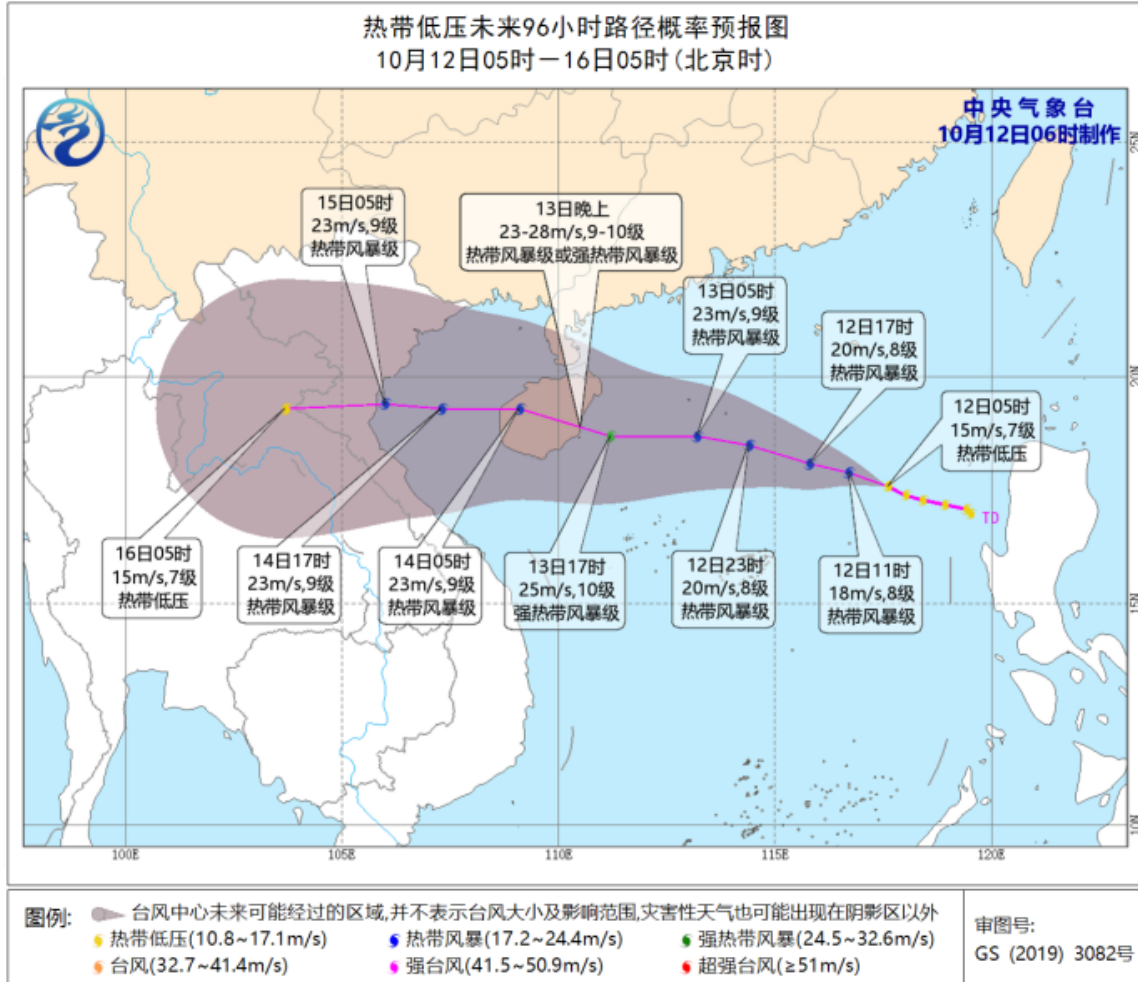 热带低压未来96小时路径概率预报图
10月12日05时－16日05时(北京时)
中央气象台
10月12日06时制作
25N
15日05时
23m/s,9级
热带风暴级
13日晚上
23-28m/s,9-10级
热带风暴级或强热带风暴级
13日05时
23m/s,9级
热带风暴级
12日17时
20m/s,8级
热带风暴级
20N
12日05时
15m/s,7级
热带低压
TD
16日05时
15m/s,7级
热带低压
14日17时
23m/s,9级
热带风暴级
14日05时
23m/s,9级
热带风暴级
13日17时
25m/s,10级
强热带风暴级
12日23时
20m/s,8级
热带风暴级
12日11时
18m/s,8级
热带风暴级
15N
10N
100E
105E
110E
115E
120E
图例:
台风中心未来可能经过的区域,并不表示台风大小及影响范围,灾害性天气也可能出现在阴影区以外
热带低压(10.8~17.1m/s)
热带风暴(17.2~24.4m/s)
强热带风暴(24.5~32.6m/s)
台风(32.7~41.4m/s)
强台风(41.5~50.9m/s)
超强台风(≥51m/s)
审图号:
GS (2019) 3082号